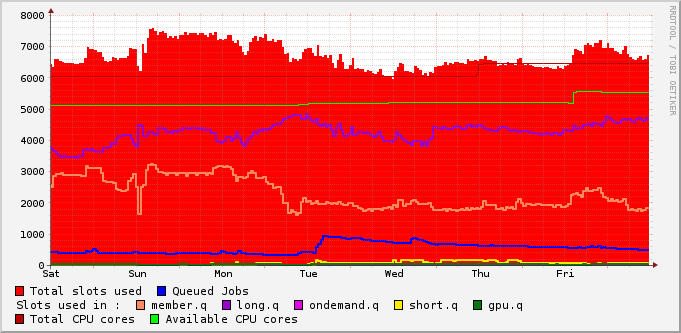 RRDTOOL / TOBI OETIKER
8000
7000
6000
5000
4000
3000
2000
1000
0
Sat Sun Mon Tue Wed Thu Fri
Total slots used Queued Jobs
Slots used in : member.q long.q ondemand.q short.q gpu.q
Total CPU cores Available CPU cores